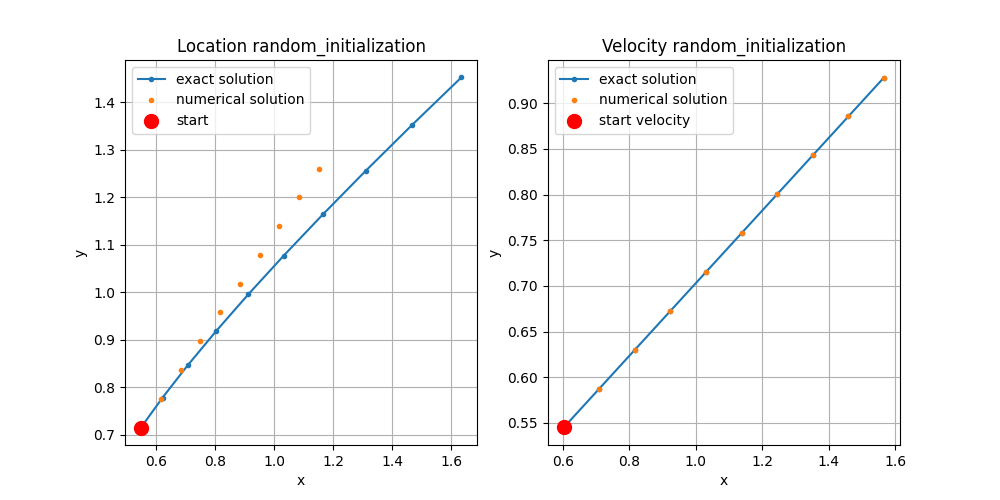 Location random_initialization
exact solution
numerical solution
start
1.4
1.3
1.2
1.1
1.0
0.9
0.8
0.7
y
0.6
0.8
1.0
1.2
1.4
1.6
x
Velocity random_initialization
exact solution
numerical solution
start velocity
0.90
0.85
0.80
0.75
0.70
0.65
0.60
0.55
y
0.6
0.8
1.0
1.2
1.4
1.6
x